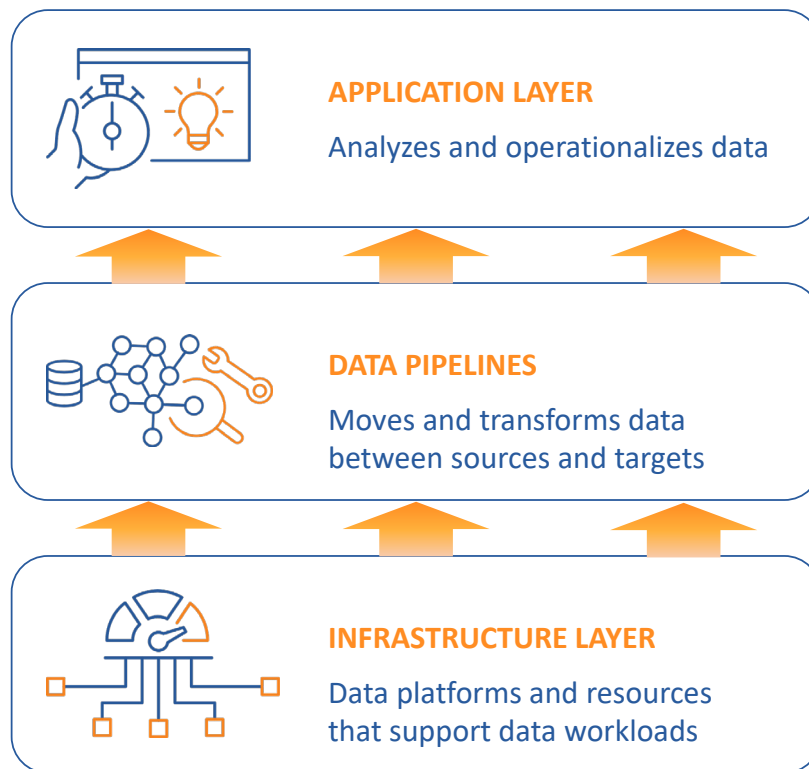 APPLICATION LAYER
Analyzes and operationalizes data
DATA PIPELINES
Moves and transforms data
between sources and targets
INFRASTRUCTURE LAYER
Data platforms and resources
that support data workloads